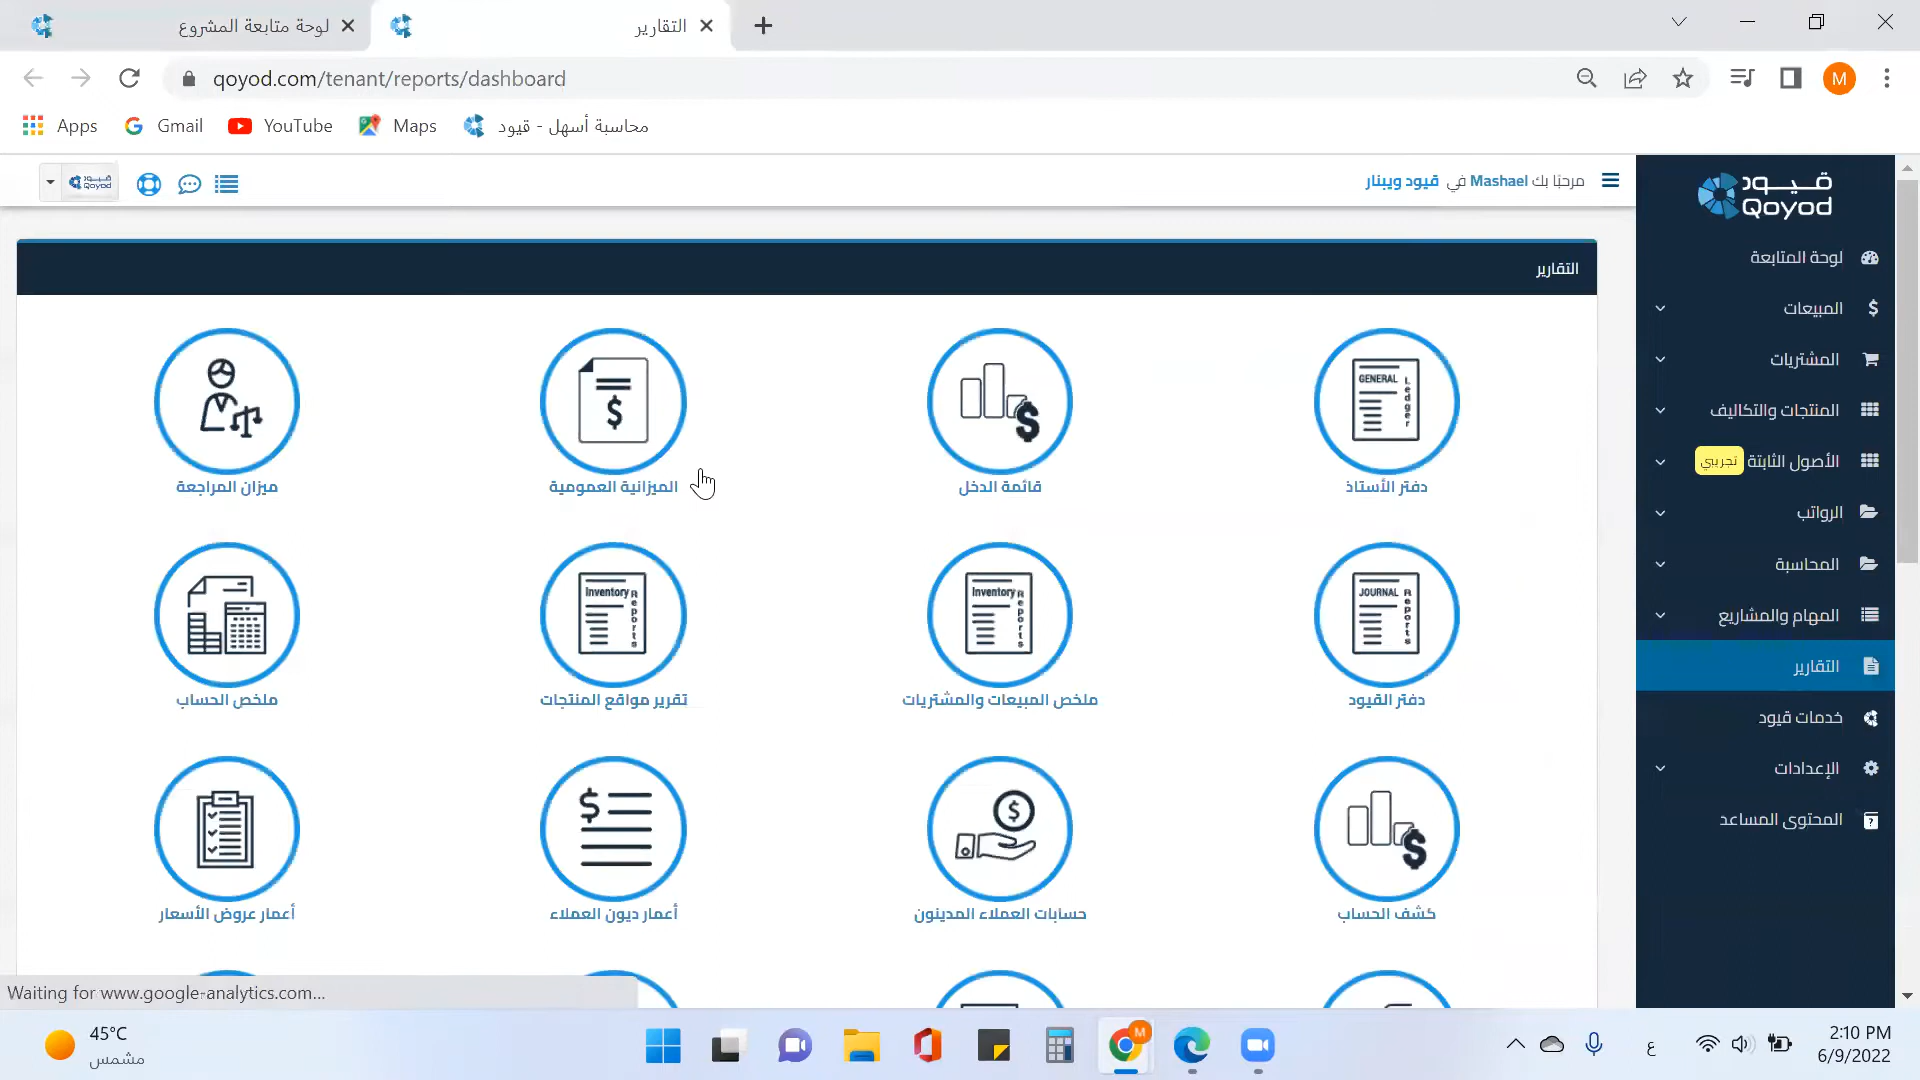 لوحة متابعة المشروع
التقارير
qoyod.com/tenant/reports/dashboard
M
Apps
Gmail
YouTube
Maps
محاسبة أسهل - قيود
قيود
Qoyod
مرحبًا بك Mashael في قيود ويبنار
قيود
Qoyod
التقارير
دفتر الأستاذ
قائمة الدخل
الميزانية العمومية
ميزان المراجعة
GENERAL Ledger
JOURNAL Reports
Inventory Reports
Inventory Reports
دفتر القيود
ملخص المبيعات والمشتريات
تقرير مواقع المنتجات
ملخص الحساب
كشف الحساب
حسابات العملاء المدينون
أعمار ديون العملاء
أعمار عروض الأسعار
لوحة المتابعة
المبيعات
المشتريات
المنتجات والتكاليف
الأصول الثابتة تجريبي
الرواتب
المحاسبة
المهام والمشاريع
التقارير
خدمات قيود
الإعدادات
المحتوى المساعد
Waiting for www.google-analytics.com...
45°C
مشمس
M
ع
2:10 PM
6/9/2022